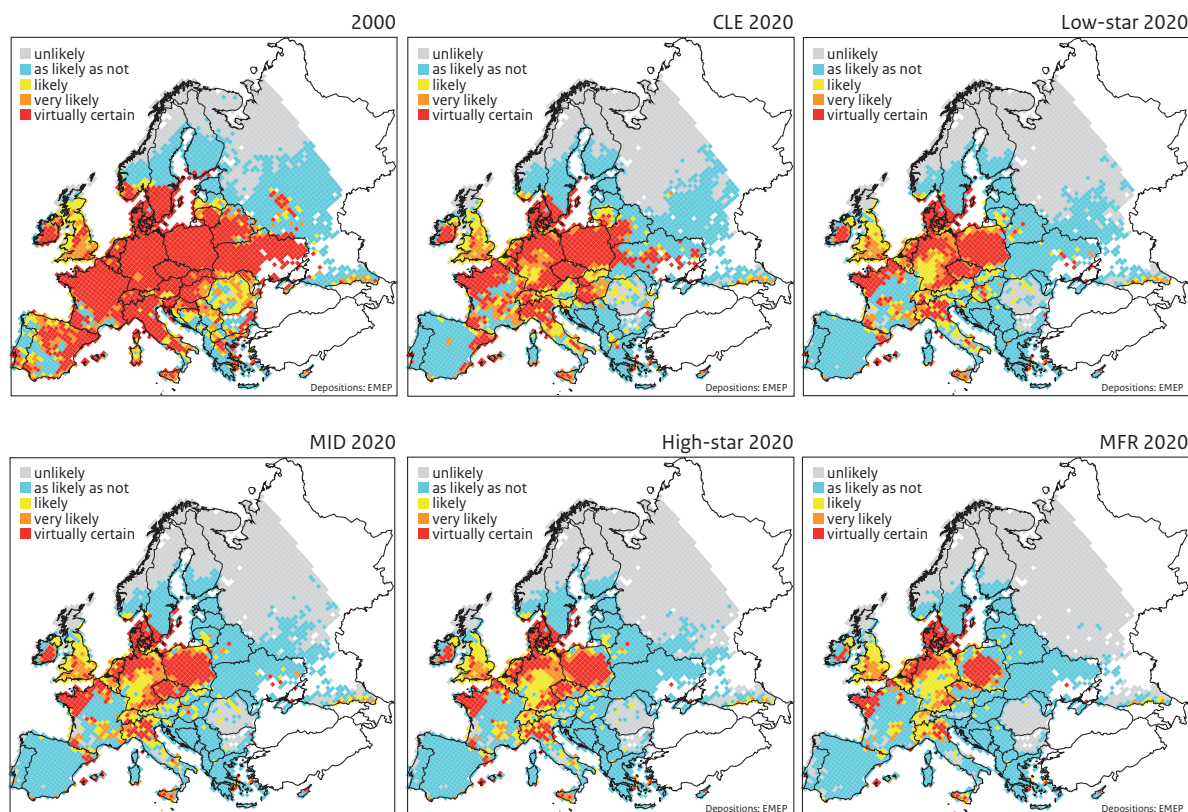 2000
unlikely
as likely as not
likely
very likely
virtually certain
Depositions: EMEP
CLE 2020
unlikely
as likely as not
likely
very likely
virtually certain
Depositions: EMEP
Low-star 2020
unlikely
as likely as not
likely
very likely
virtually certain
Depositions: EMEP
MID 2020
unlikely
as likely as not
likely
very likely
virtually certain
High-star 2020
unlikely
as likely as not
likely
very likely
virtually certain
Depositions: EMEP
MFR 2020
unlikely
as likely as not
likely
very likely
virtually certain
Depositions: EMEP